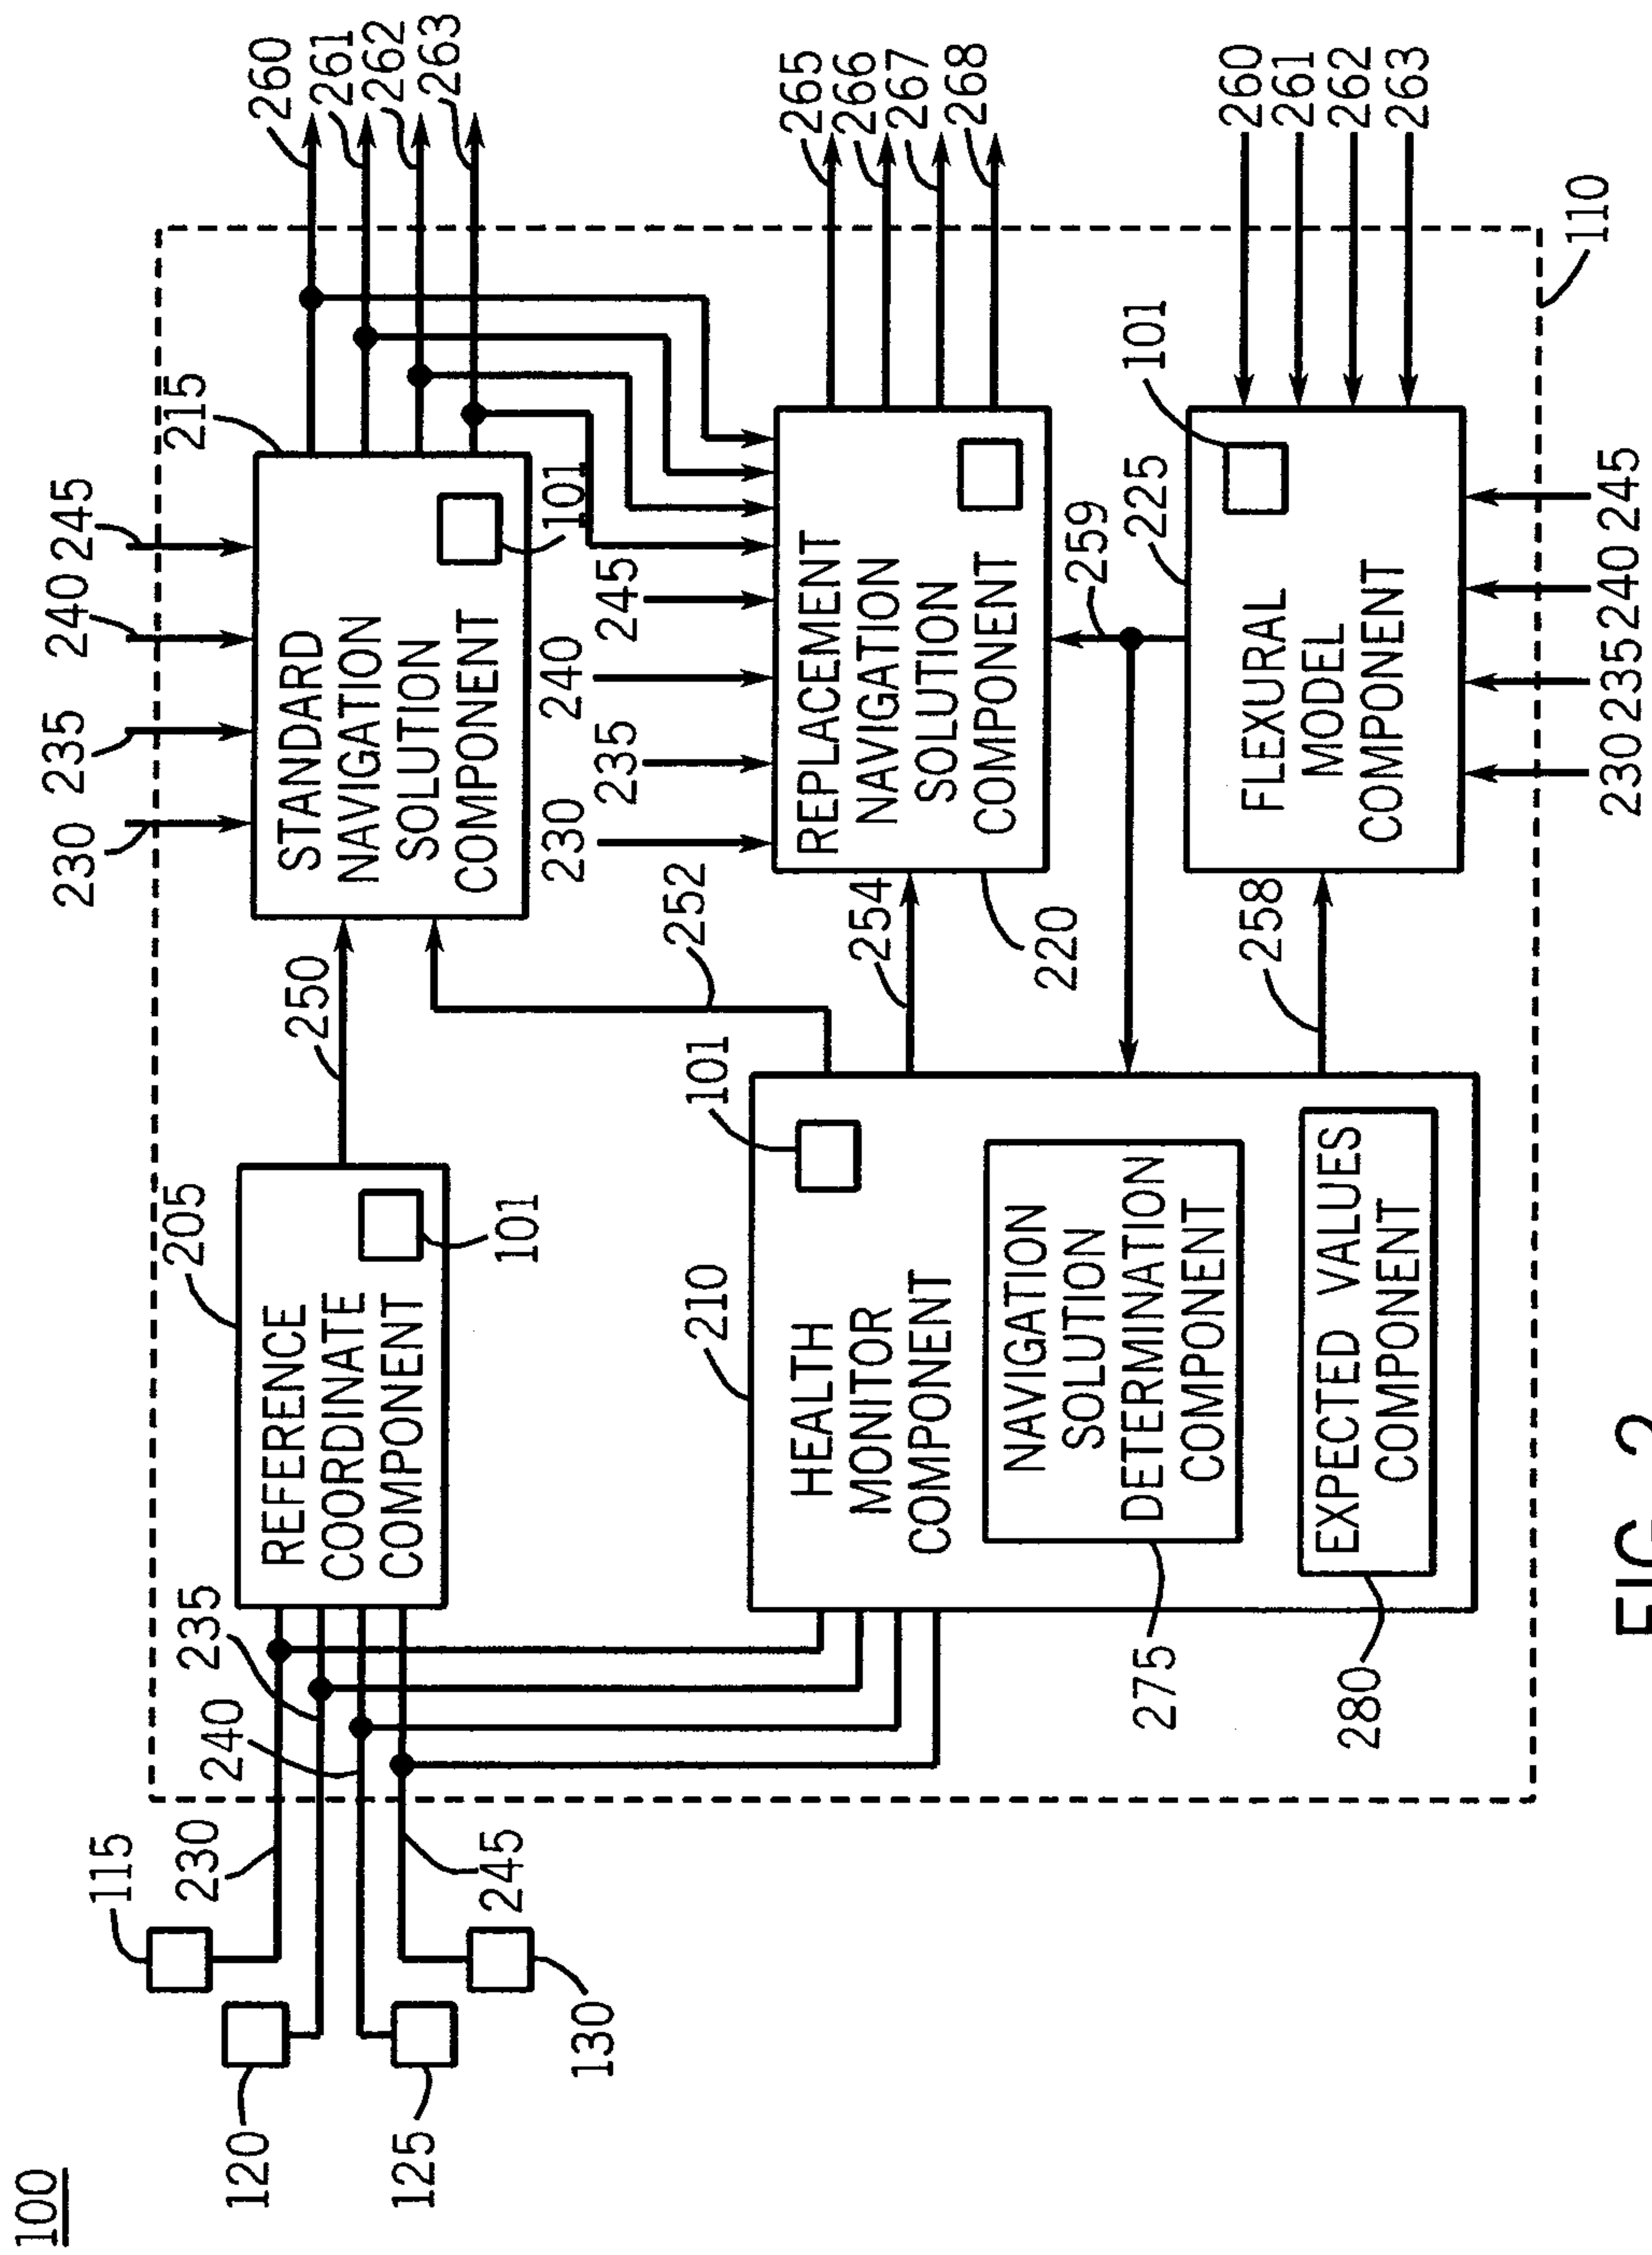 100
115
120
125
130
230
235
240
245
205
REFERENCE
COORDINATE
COMPONENT
101
250
230
235
240
245
215
STANDARD
NAVIGATION
SOLUTION
COMPONENT
101
260
261
262
263
210
HEALTH
MONITOR
COMPONENT
101
NAVIGATION
SOLUTION
DETERMINATION
COMPONENT
275
EXPECTED VALUES
COMPONENT
280
252
254
258
259
230
235
240
245
REPLACEMENT
NAVIGATION
SOLUTION
COMPONENT
220
265
266
267
268
225
FLEXURAL
MODEL
COMPONENT
101
260
261
262
263
230
235
240
245
110
FIG. 2